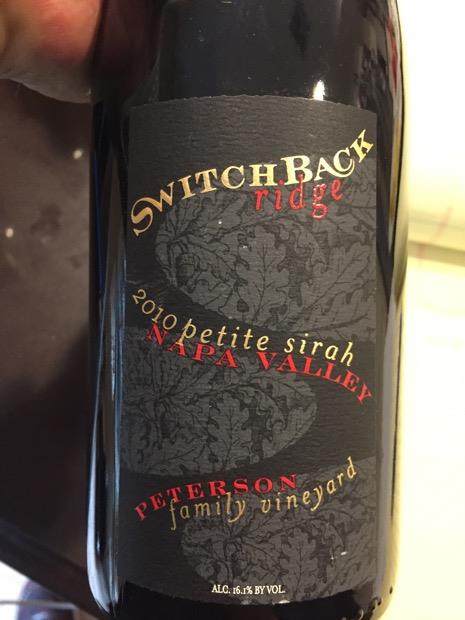 SWITCHBACK
ridge
2010 petite sirah
NAPA VALLEY
PETERSON
family vineyard
ALC. 16.1% BY VOL.